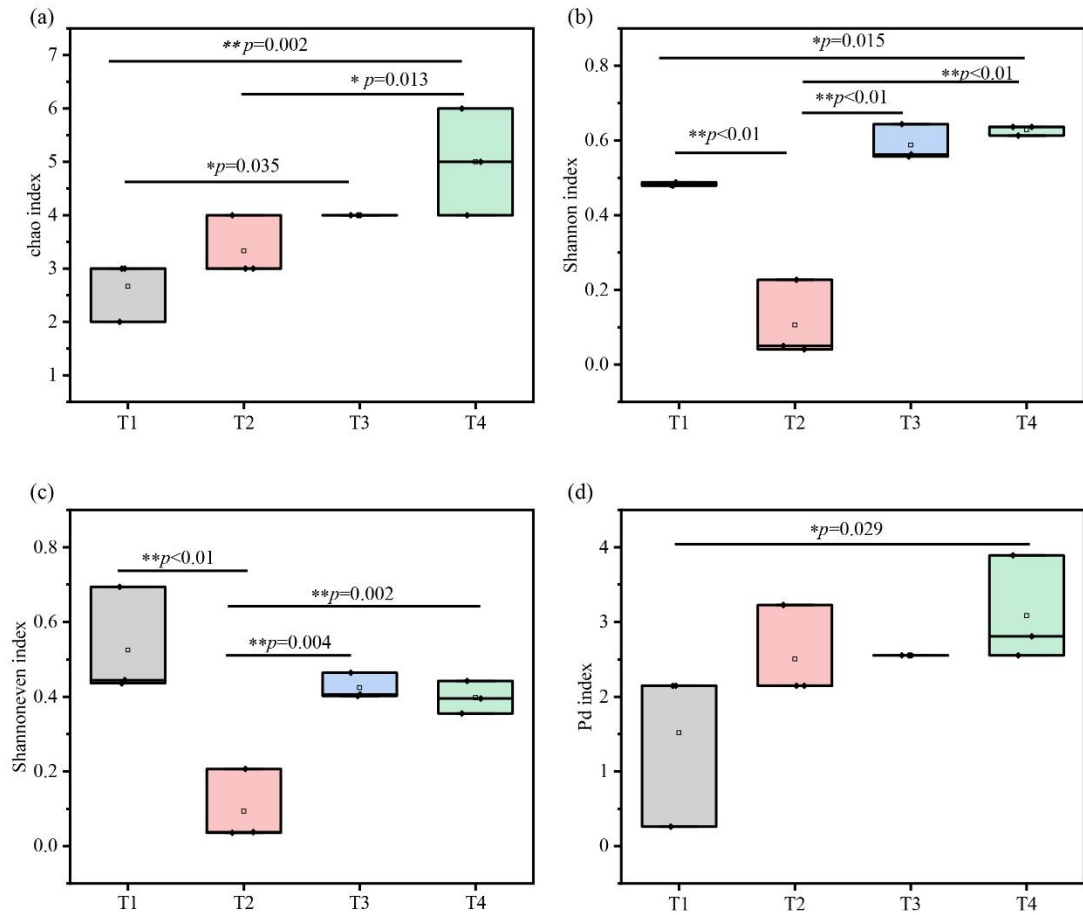 (a)
chao index
7
6
5
4
3
2
1
**p=0.002
* p=0.013
*p=0.035
T1 T2 T3 T4
(b)
Shannon index
0.8
0.6
0.4
0.2
0.0
*p=0.015
**p<0.01
**p<0.01
**p<0.01
T1 T2 T3 T4
(c)
Shannoneven index
0.8
0.6
0.4
0.2
0.0
**p<0.01
**p=0.002
**p=0.004
T1 T2 T3 T4
(d)
Pd index
4
3
2
1
0
*p=0.029
T1 T2 T3 T4